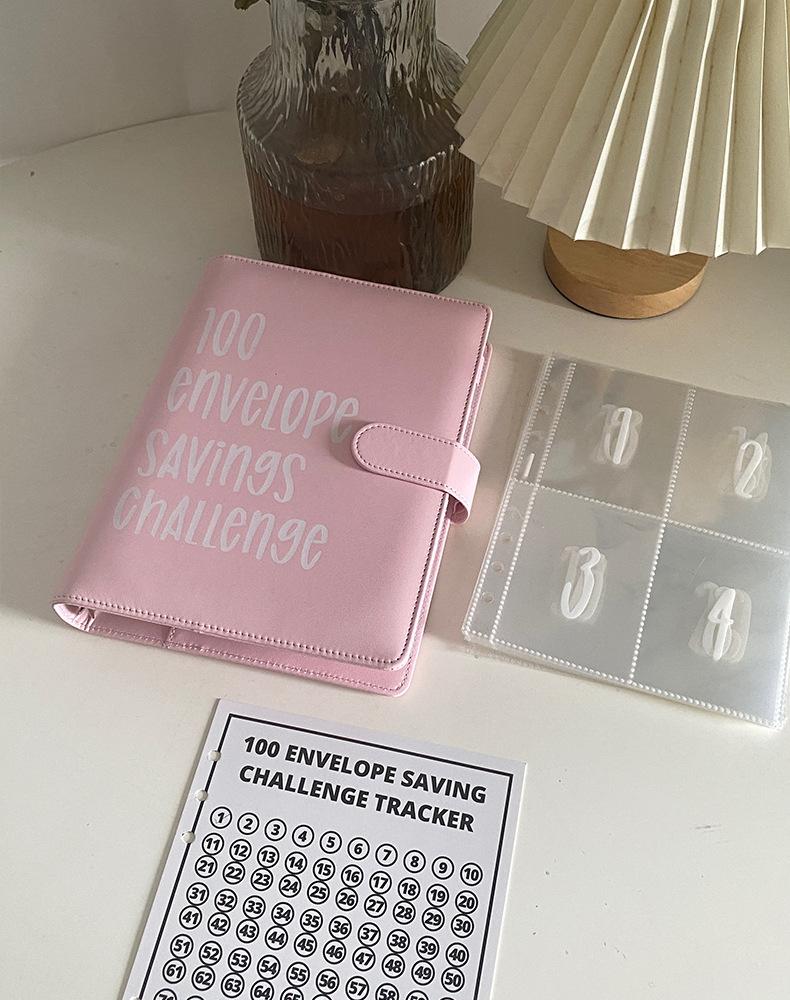 100
envelope
savings
challenge
1
2
3
4
100 ENVELOPE SAVING
CHALLENGE TRACKER
1 2 3 4 5 6 7 8 9 10
11 12 13 14 15 16 17 18 19 20
21 22 23 24 25 26 27 28 29 30
31 32 33 34 35 36 37 38 39 40
41 42 43 44 45 46 47 48 49 50
51 52 53 54 55 56 57 58 59 60
61 62 63 64 65 66 67 68